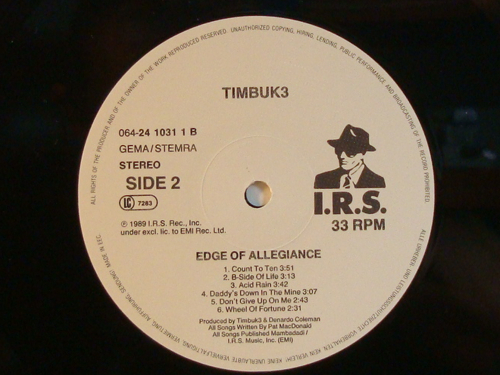 TIMBUK3
064-24 1031 1 B
GEMA/STEMRA
STEREO
SIDE 2
LC 7283
℗ 1989 I.R.S. Rec., Inc.
under excl. lic. to EMI Rec. Ltd.
I.R.S.
33 RPM
EDGE OF ALLEGIANCE
1. Count To Ten 3:51
2. B-Side Of Life 3:13
3. Acid Rain 3:42
4. Daddy's Down In The Mine 3:07
5. Don't Give Up On Me 2:43
6. Wheel Of Fortune 2:31
Produced by Timbuk3 & Denardo Coleman
All Songs Written By Pat MacDonald
All Songs Published Mambadadi /
I.R.S. Music, Inc. (EMI)
ALL RIGHTS OF THE PRODUCER AND OF THE OWNER OF THE WORK REPRODUCED RESERVED. UNAUTHORIZED COPYING, HIRING, LENDING, PUBLIC PERFORMANCE AND BROADCASTING OF THE RECORD PROHIBITED.
MADE IN EEC